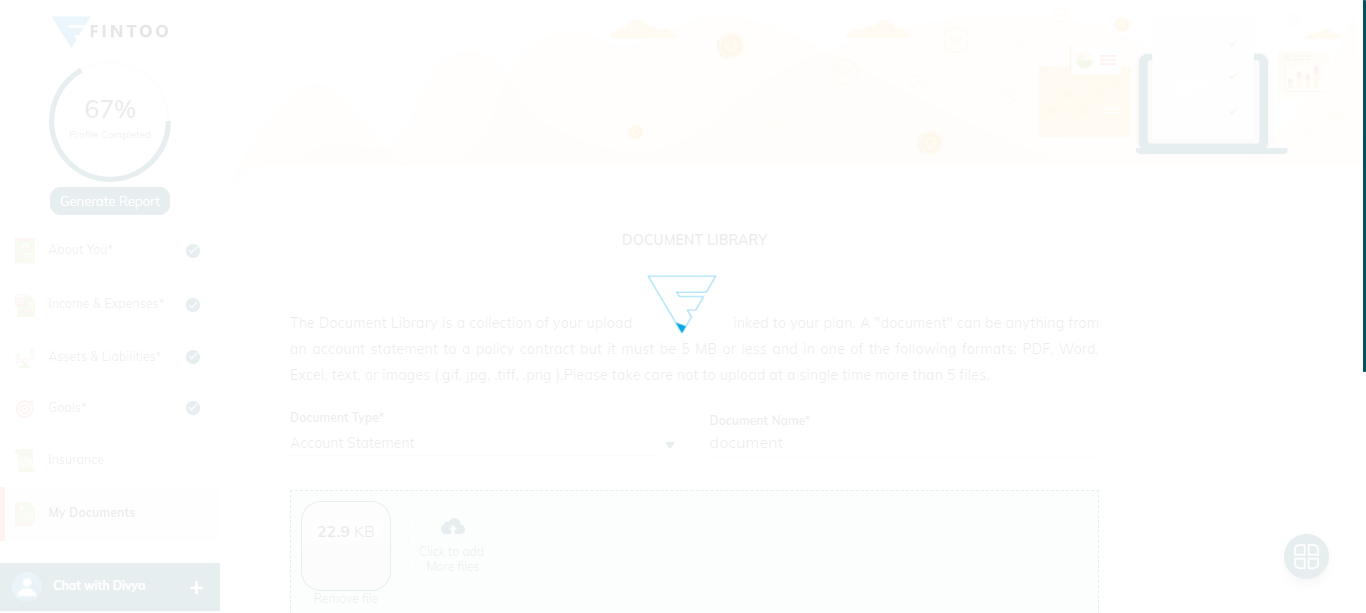 FINTOO
67%
Profile Completed
Generate Report
About You*
Income & Expenses*
Assets & Liabilities*
Goals*
Insurance
My Documents
Chat with Divya
+
DOCUMENT LIBRARY
The Document Library is a collection of your upload inked to your plan. A "document" can be anything from
an account statement to a policy contract but it must be 5 MB or less and in one of the following formats: PDF, Word,
Excel, text, or images (.gif, jpg, .tiff, .png ).Please take care not to upload at a single time more than 5 files.
Document Type*
Account Statement
Document Name*
document
22.9 KB
Remove file
Click to add
More files